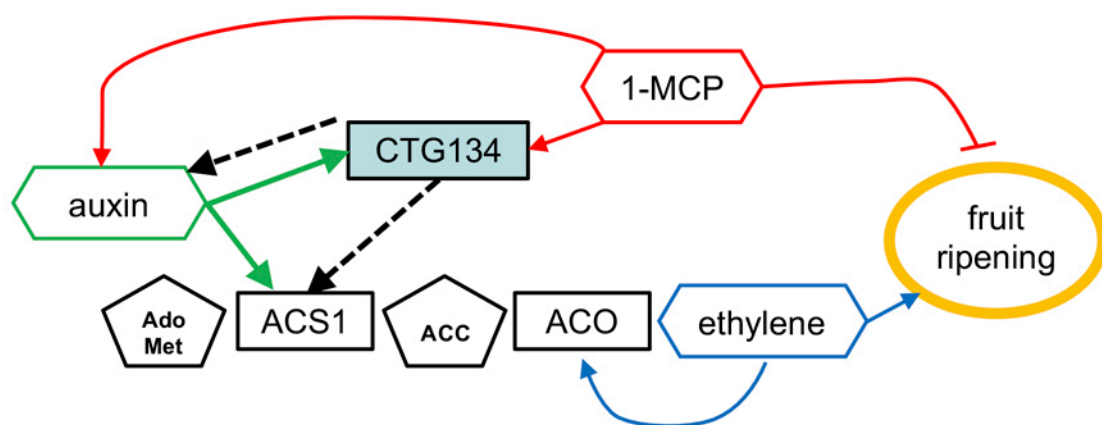 1-MCP
CTG134
auxin
fruit
ripening
Ado
Met
ACS1
ACC
ACO
ethylene